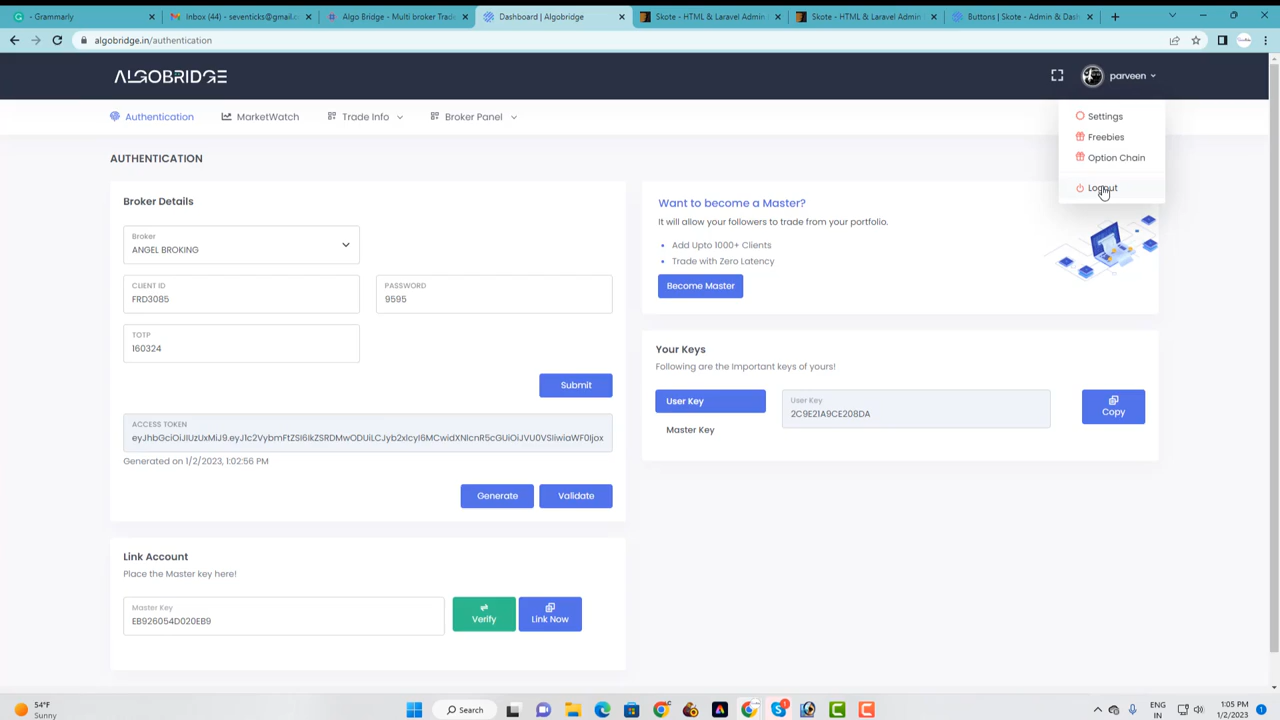 - Grammarly
Inbox (44) - seventicks@gmail.c
Algo Bridge - Multi broker Trade
Dashboard | Algobridge
Skote - HTML & Laravel Admin
Skote - HTML & Laravel Admin
Buttons | Skote - Admin & Dash
algobridge.in/authentication
ALGOBRIDGE
parveen
Authentication
MarketWatch
Trade Info
Broker Panel
Settings
Freebies
Option Chain
Logout
AUTHENTICATION
Broker Details
Broker
ANGEL BROKING
CLIENT ID
FRD3085
PASSWORD
9595
TOTP
160324
Submit
ACCESS TOKEN
Generated on 1/2/2023, 1:02:56 PM
Generate
Validate
Want to become a Master?
It will allow your followers to trade from your portfolio.
Add Upto 1000+ Clients
Trade with Zero Latency
Become Master
Your Keys
Following are the Important keys of yours!
User Key
User Key
2C9E21A9CE208DA
Copy
Master Key
Link Account
Place the Master key here!
Master Key
EB926054D020EB9
Verify
Link Now
54°F
Sunny
Search
1
ENG
IN
1:05 PM
1/2/2023